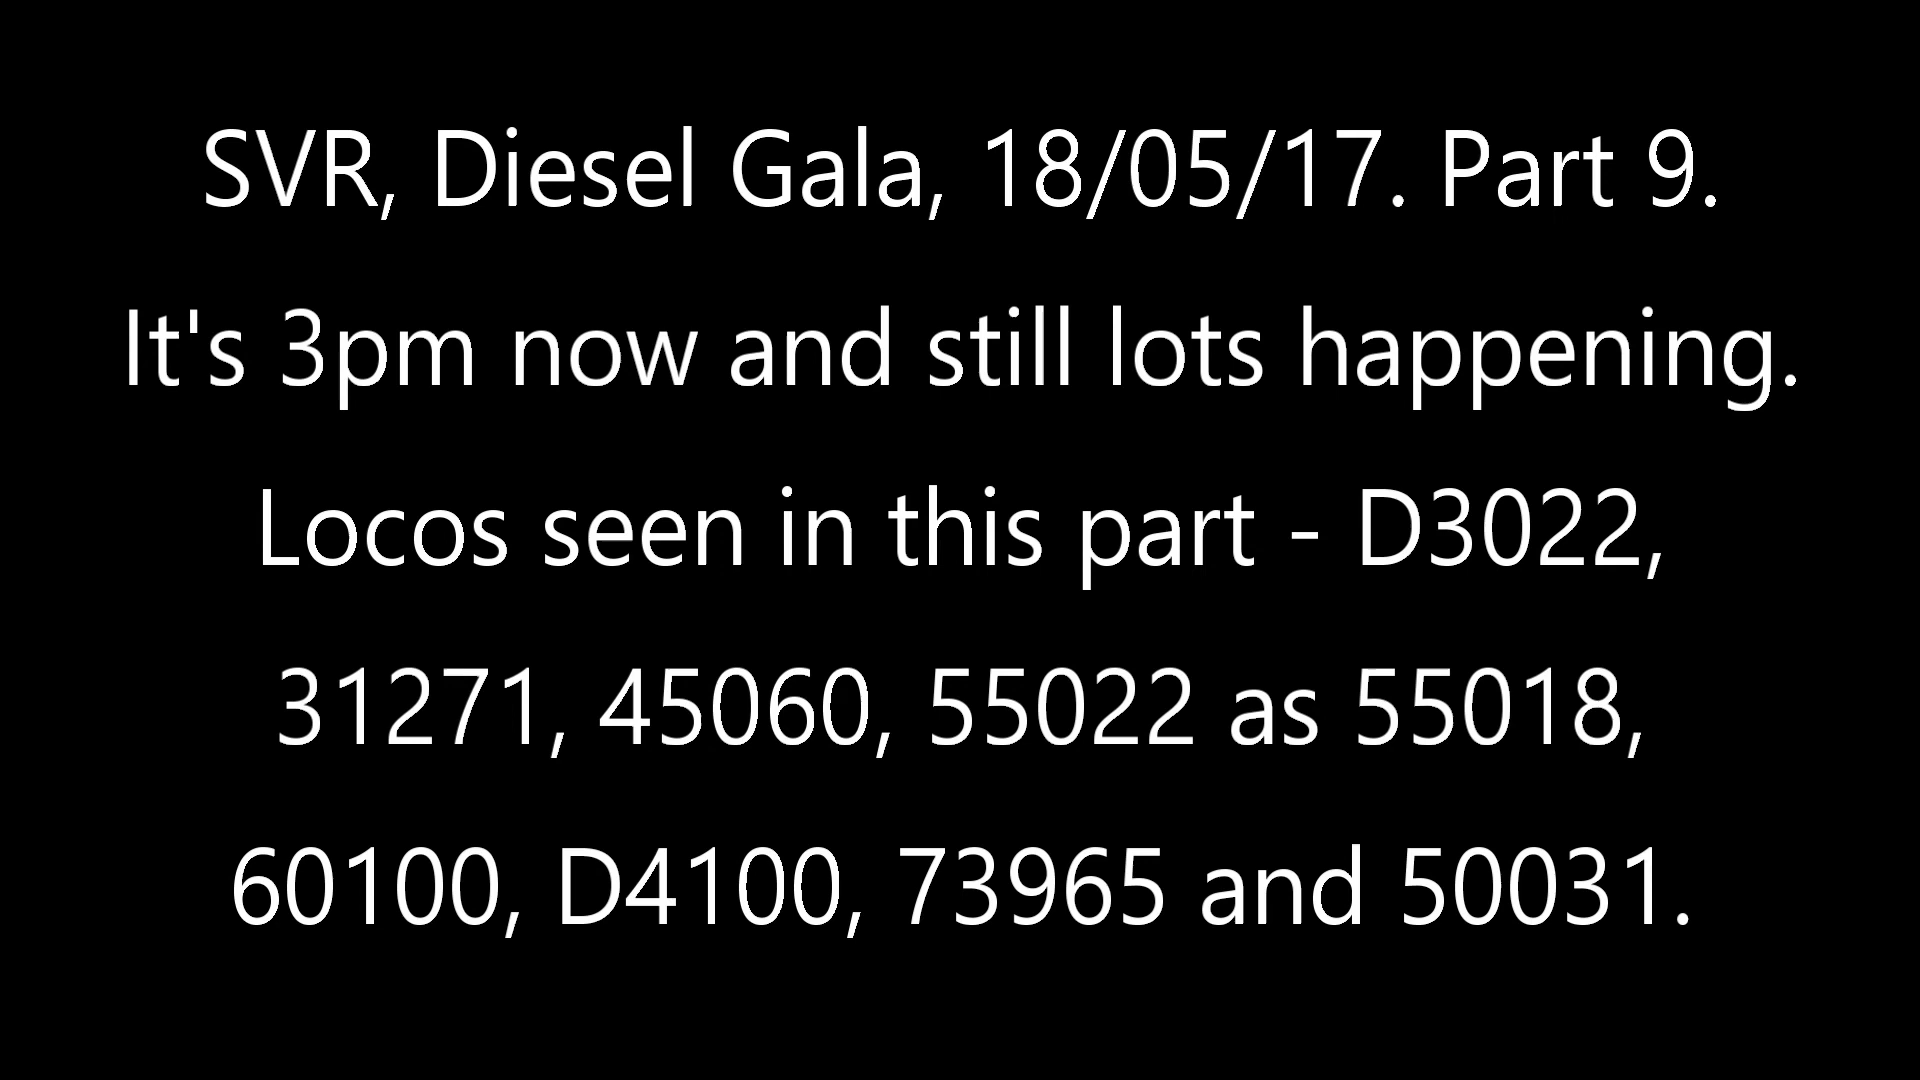 SVR, Diesel Gala, 18/05/17. Part 9.
It's 3pm now and still lots happening.
Locos seen in this part - D3022,
31271, 45060, 55022 as 55018,
60100, D4100, 73965 and 50031.